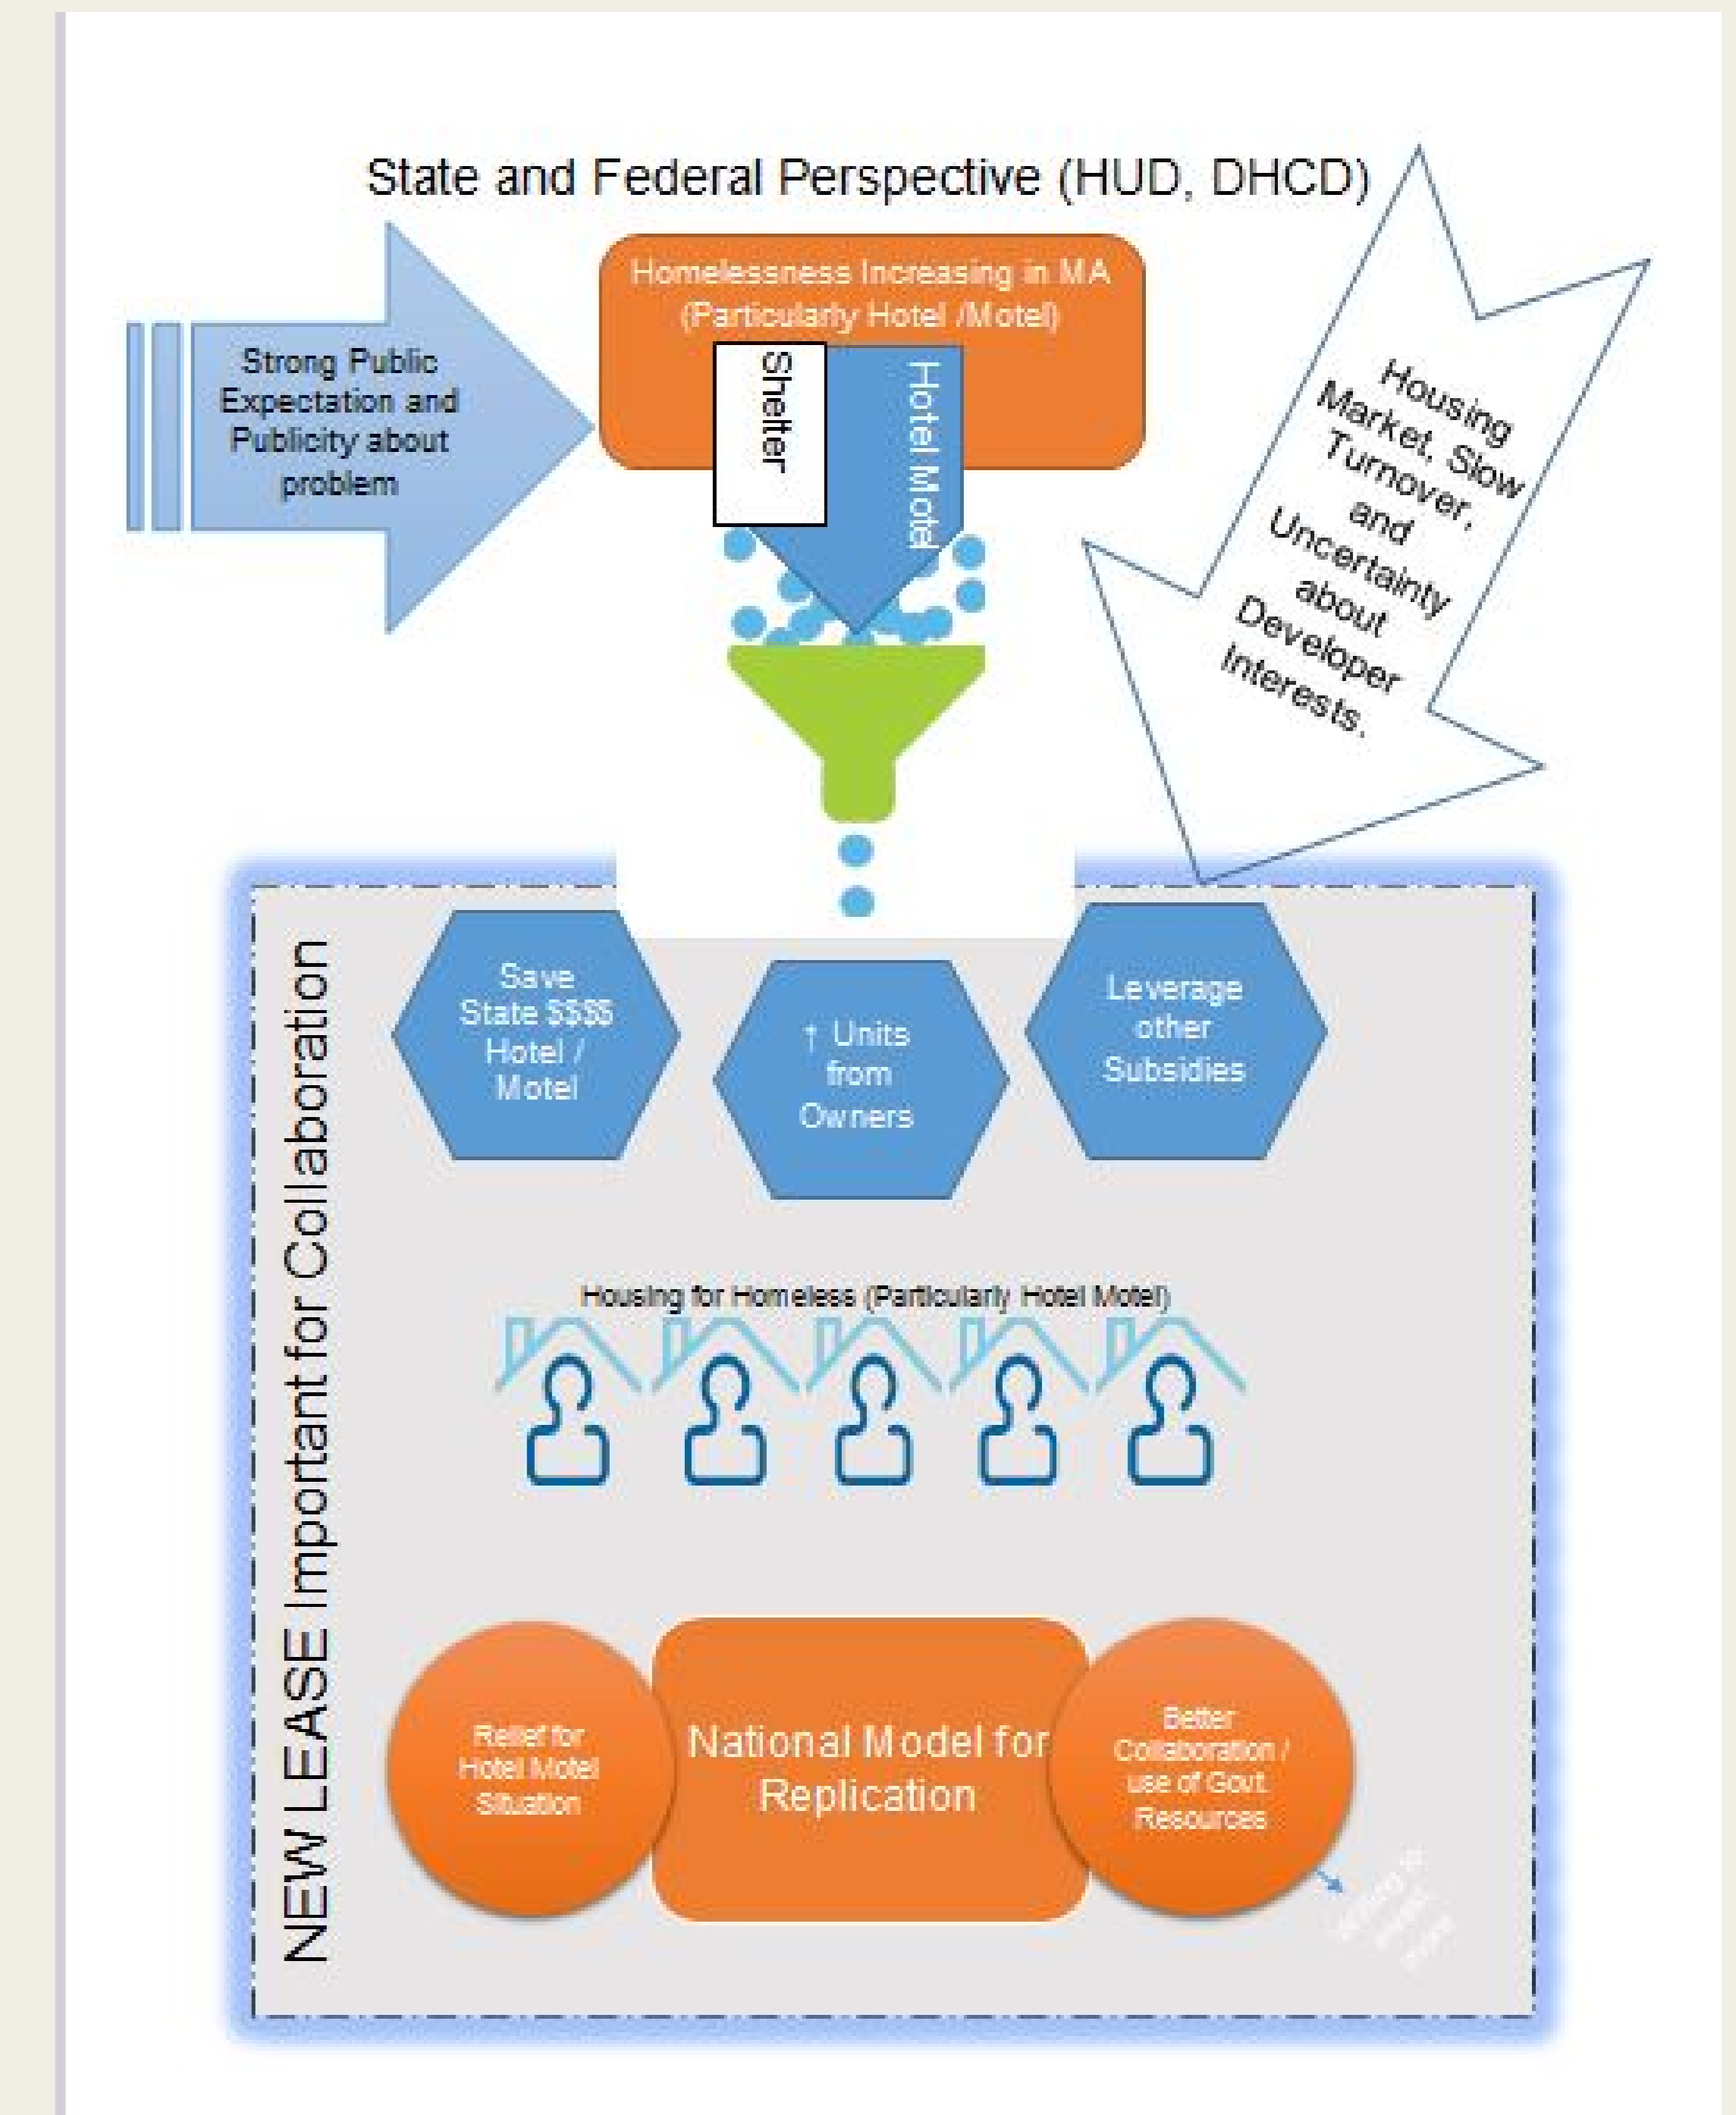 State and Federal Perspective (HUD, DHCD)
Homelessness Increasing in MA
(Particularly Hotel /Motel)
Strong Public
Expectation and
Publicity about
problem
Shelter
Hotel Motel
Housing
Market, Slow
Turnover,
and
Uncertainty
about
Developer
Interests.
NEW LEASE Important for Collaboration
Save
State $$$$
Hotel /
Motel
↑ Units
from
Owners
Leverage
other
Subsidies
Housing for Homeless (Particularly Hotel Motel)
Relief for
Hotel Motel
Situation
National Model for
Replication
Better
Collaboration /
use of Govt.
Resources